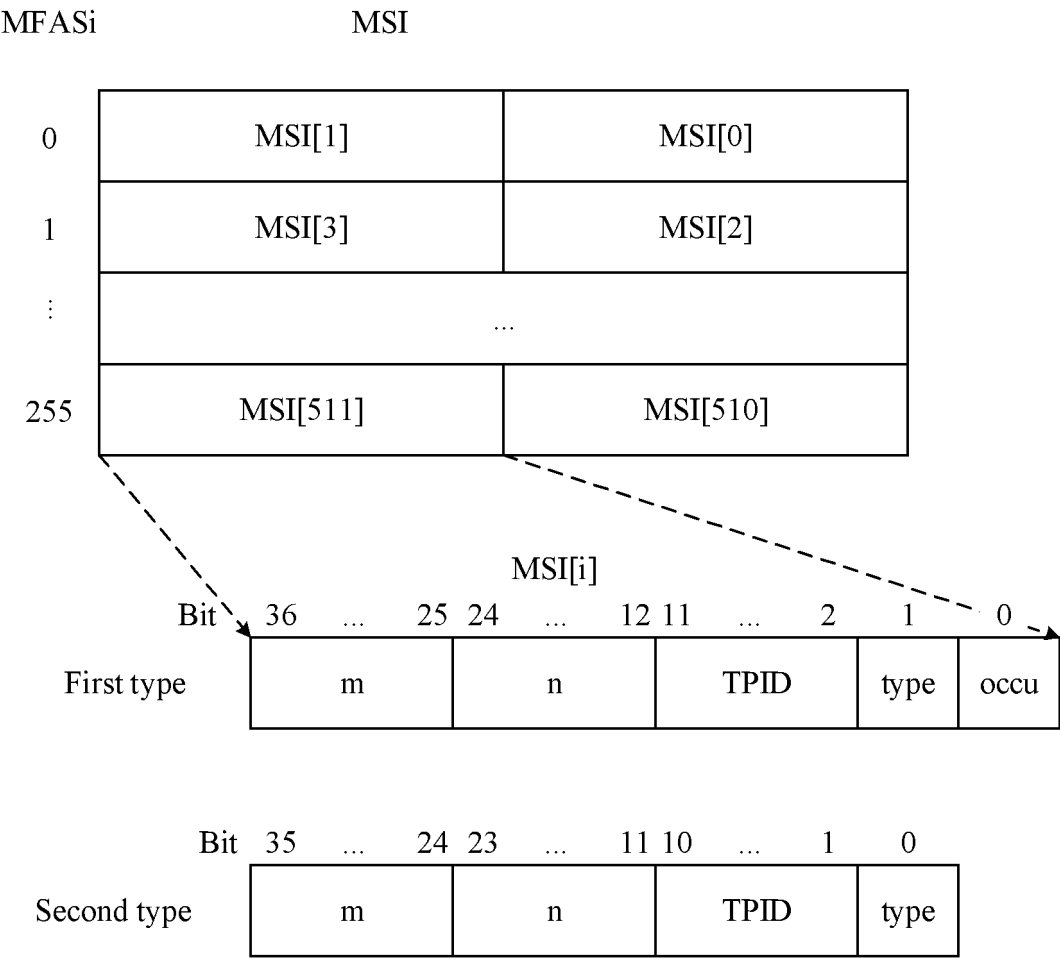 MFASi MSI
0 MSI[1] MSI[0]
1 MSI[3] MSI[2]
⋮ ...
255 MSI[511] MSI[510]
MSI[i]
Bit 36 ... 25 24 ... 12 11 ... 2 1 0
First type m n TPID type occu
Bit 35 ... 24 23 ... 11 10 ... 1 0
Second type m n TPID type